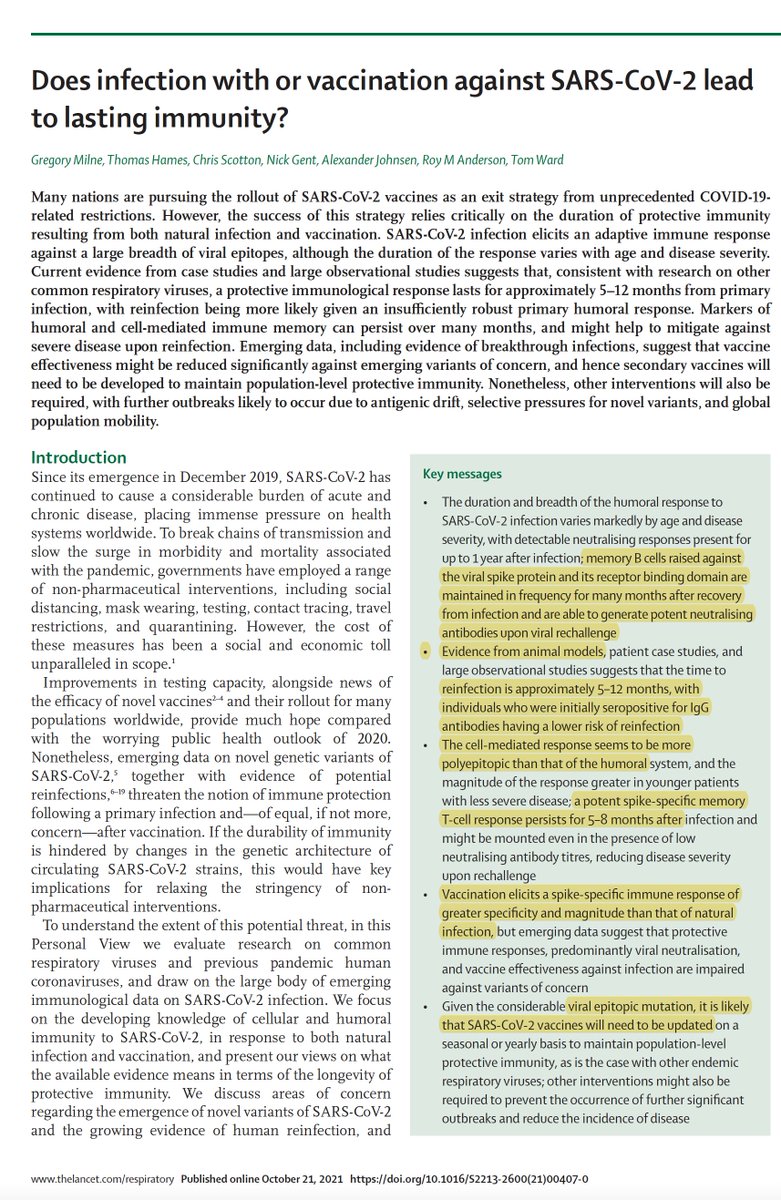 Does infection with or vaccination against SARS-CoV-2 lead
to lasting immunity?
Gregory Milne, Thomas Hames, Chris Scotton, Nick Gent, Alexander Johnsen, Roy M Anderson, Tom Ward
Many nations are pursuing the rollout of SARS-CoV-2 vaccines as an exit strategy from unprecedented COVID-19-
related restrictions. However, the success of this strategy relies critically on the duration of protective immunity
resulting from both natural infection and vaccination. SARS-CoV-2 infection elicits an adaptive immune response
against a large breadth of viral epitopes, although the duration of the response varies with age and disease severity.
Current evidence from case studies and large observational studies suggests that, consistent with research on other
common respiratory viruses, a protective immunological response lasts for approximately 5–12 months from primary
infection, with reinfection being more likely given an insufficiently robust primary humoral response. Markers of
humoral and cell-mediated immune memory can persist over many months, and might help to mitigate against
severe disease upon reinfection. Emerging data, including evidence of breakthrough infections, suggest that vaccine
effectiveness might be reduced significantly against emerging variants of concern, and hence secondary vaccines will
need to be developed to maintain population-level protective immunity. Nonetheless, other interventions will also be
required, with further outbreaks likely to occur due to antigenic drift, selective pressures for novel variants, and global
population mobility.
Introduction
Since its emergence in December 2019, SARS-CoV-2 has
continued to cause a considerable burden of acute and
chronic disease, placing immense pressure on health
systems worldwide. To break chains of transmission and
slow the surge in morbidity and mortality associated
with the pandemic, governments have employed a range
of non-pharmaceutical interventions, including social
distancing, mask wearing, testing, contact tracing, travel
restrictions, and quarantining. However, the cost of
these measures has been a social and economic toll
unparalleled in scope.¹
Improvements in testing capacity, alongside news of
the efficacy of novel vaccines²⁻⁴ and their rollout for many
populations worldwide, provide much hope compared
with the worrying public health outlook of 2020.
Nonetheless, emerging data on novel genetic variants of
SARS-CoV-2,⁵ together with evidence of potential
reinfections,⁶⁻¹⁹ threaten the notion of immune protection
following a primary infection and—of equal, if not more,
concern—after vaccination. If the durability of immunity
is hindered by changes in the genetic architecture of
circulating SARS-CoV-2 strains, this would have key
implications for relaxing the stringency of non-
pharmaceutical interventions.
To understand the extent of this potential threat, in this
Personal View we evaluate research on common
respiratory viruses and previous pandemic human
coronaviruses, and draw on the large body of emerging
immunological data on SARS-CoV-2 infection. We focus
on the developing knowledge of cellular and humoral
immunity to SARS-CoV-2, in response to both natural
infection and vaccination, and present our views on what
the available evidence means in terms of the longevity of
protective immunity. We discuss areas of concern
regarding the emergence of novel variants of SARS-CoV-2
and the growing evidence of human reinfection, and
Key messages
• The duration and breadth of the humoral response to
SARS-CoV-2 infection varies markedly by age and disease
severity, with detectable neutralising responses present for
up to 1 year after infection; memory B cells raised against
the viral spike protein and its receptor binding domain are
maintained in frequency for many months after recovery
from infection and are able to generate potent neutralising
antibodies upon viral rechallenge
• Evidence from animal models, patient case studies, and
large observational studies suggests that the time to
reinfection is approximately 5–12 months, with
individuals who were initially seropositive for IgG
antibodies having a lower risk of reinfection
• The cell-mediated response seems to be more
polyepitopic than that of the humoral system, and the
magnitude of the response greater in younger patients
with less severe disease; a potent spike-specific memory
T-cell response persists for 5–8 months after infection and
might be mounted even in the presence of low
neutralising antibody titres, reducing disease severity
upon rechallenge
• Vaccination elicits a spike-specific immune response of
greater specificity and magnitude than that of natural
infection, but emerging data suggest that protective
immune responses, predominantly viral neutralisation,
and vaccine effectiveness against infection are impaired
against variants of concern
• Given the considerable viral epitopic mutation, it is likely
that SARS-CoV-2 vaccines will need to be updated on a
seasonal or yearly basis to maintain population-level
protective immunity, as is the case with other endemic
respiratory viruses; other interventions might also be
required to prevent the occurrence of further significant
outbreaks and reduce the incidence of disease
www.thelancet.com/respiratory Published online October 21, 2021 https://doi.org/10.1016/S2213-2600(21)00407-0